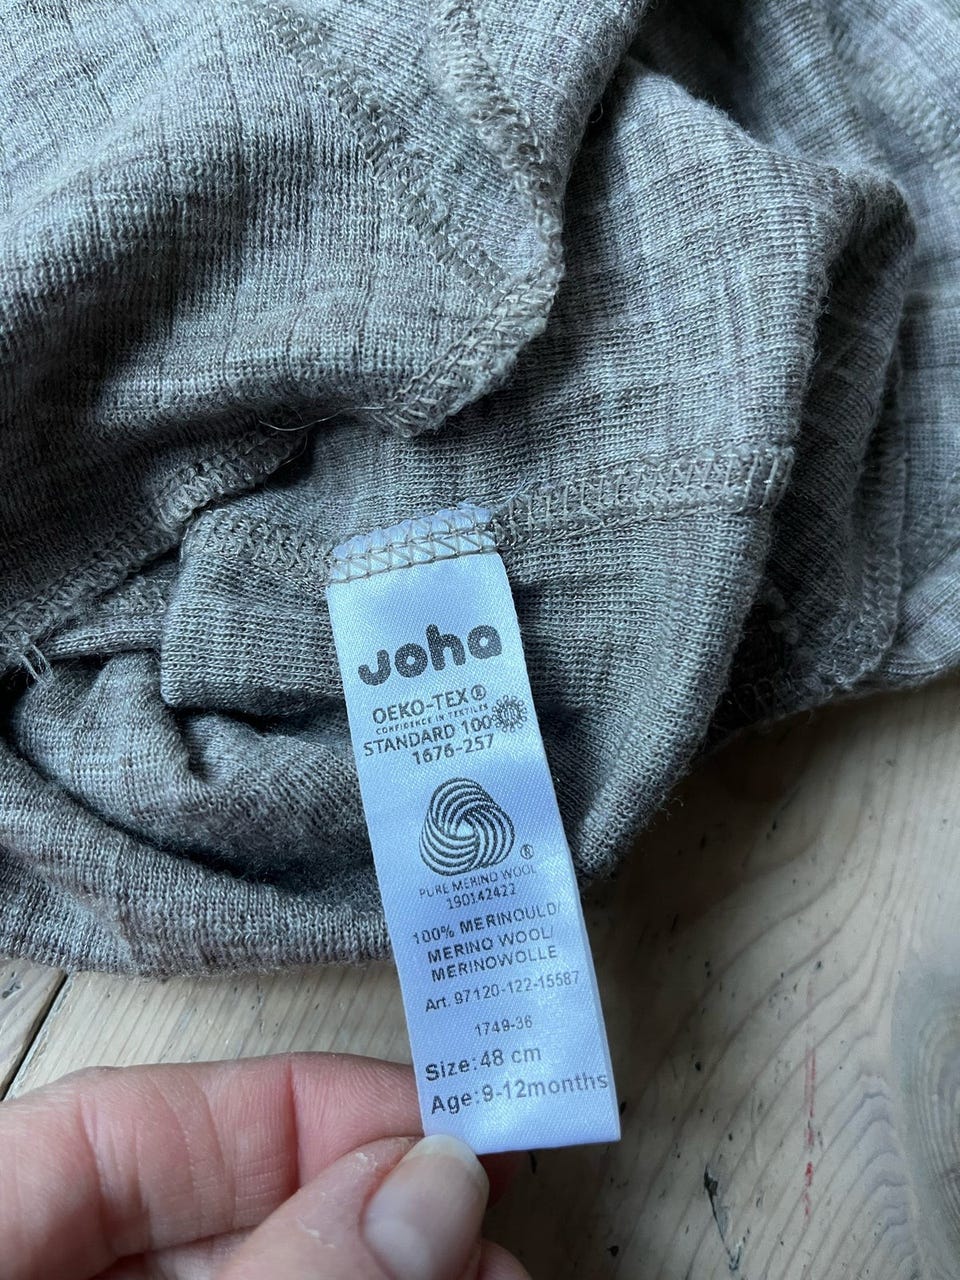 Joha
OEKO-TEX®
CONFIDENCE IN TEXTILES
STANDARD 100
1676-257
®
PURE MERINO WOOL
190142422
100% MERINOULD/
MERINO WOOL/
MERINOWOLLE
Art. 97120-122-15587
1749-36
Size:48 cm
Age:9-12months